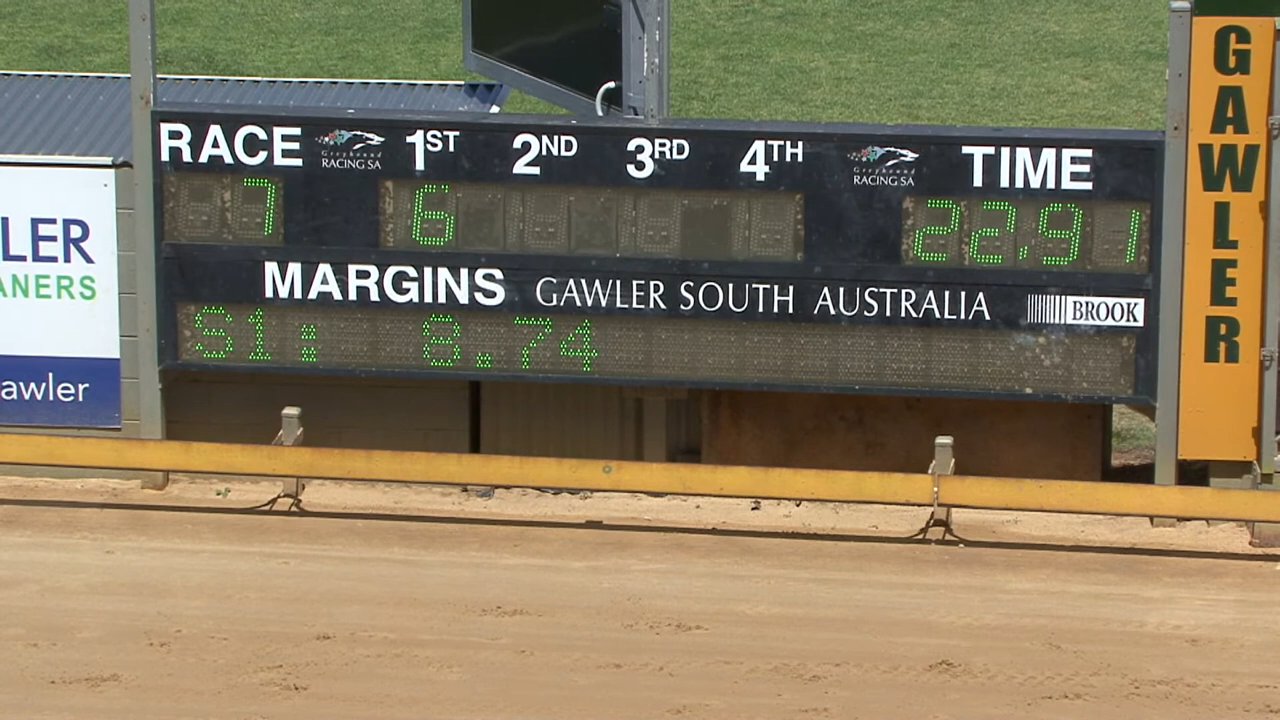 RACE
Greyhound
RACING SA
1ST 2ND 3RD 4TH
Greyhound
RACING SA
TIME
7 6 22.91
MARGINS GAWLER SOUTH AUSTRALIA BROOK
S1: 8.74
GAWLER
LER
ANERS
awler